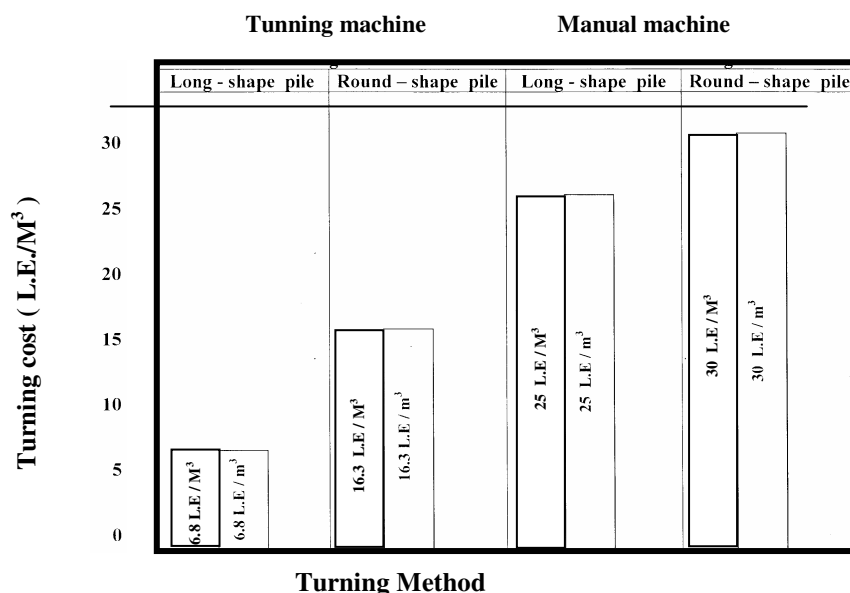 Tunning machine Manual machine
Long - shape pile Round – shape pile Long - shape pile Round – shape pile
30
25
20
15
10
5
0
Turning cost ( L.E./M³ )
6.8 L.E / M³
6.8 L.E / m³
16.3 L.E / M³
16.3 L.E / m³
25 L.E / M³
25 L.E / m³
30 L.E / M³
30 L.E / m³
Turning Method